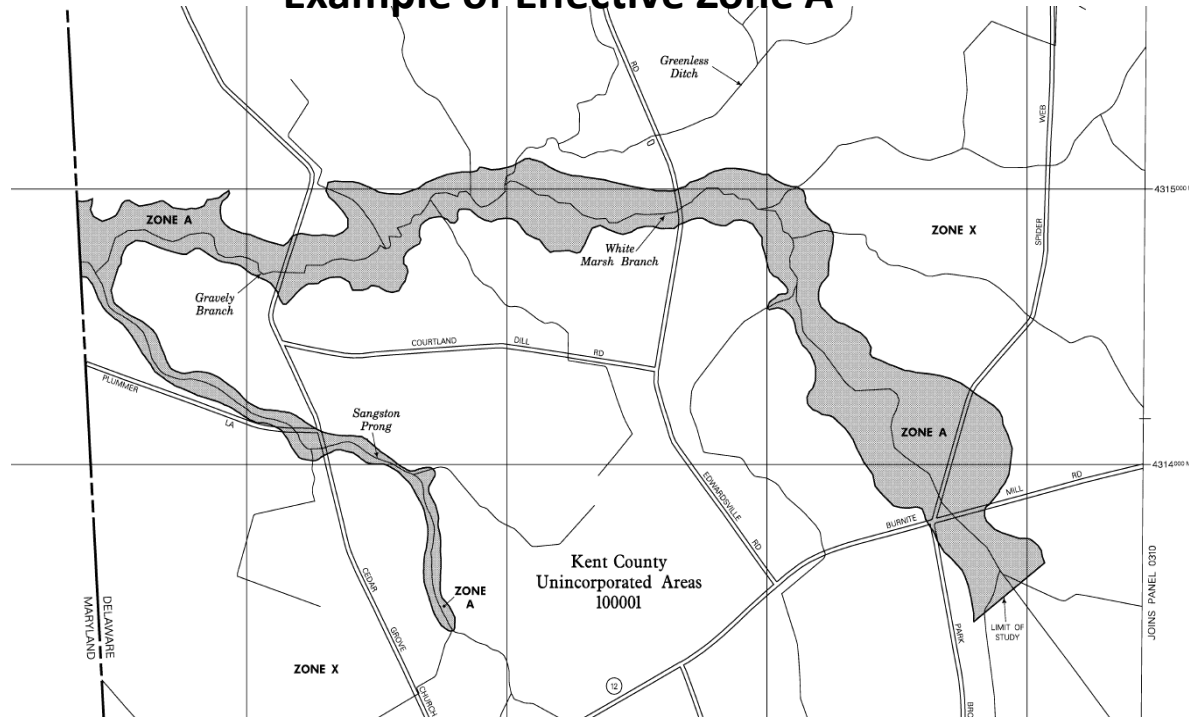 Example of Effective Zone A
RD
Greenless
Ditch
WEB
4315000
ZONE A
ZONE X
SPIDER
White
Marsh Branch
Gravely
Branch
COURTLAND
DILL
RD
PLUMMER
LA
Sangston
Prong
ZONE A
4314000 M
RD
MILL
EDWARDSVILLE
BURNITE
RD
Kent County
Unincorporated Areas
100001
CEDAR
ZONE
A
JOINS PANEL 0310
DELAWARE
MARYLAND
GROVE
LIMIT OF
STUDY
PARK
ZONE X
12
CHURCH
BRO